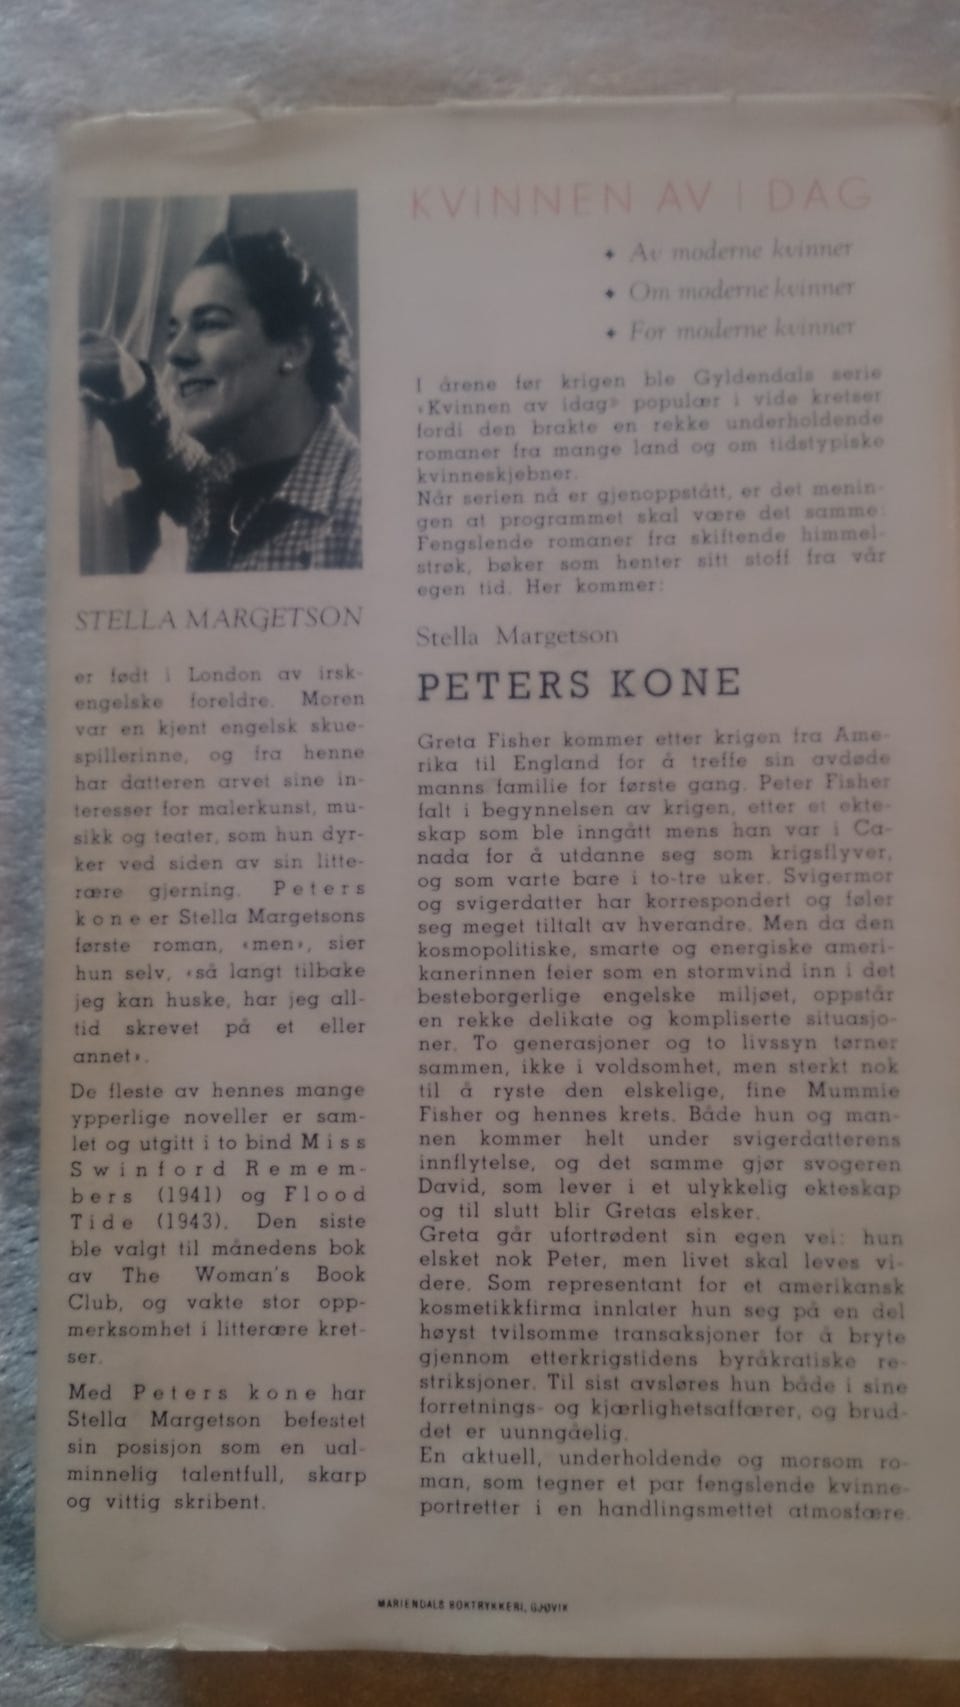 STELLA MARGETSON
er født i London av irsk-
engelske foreldre. Moren
var en kjent engelsk skue-
spillerinne, og fra henne
har datteren arvet sine in-
teresser for malerkunst, mu-
sikk og teater, som hun dyr-
ker ved siden av sin litte-
rære gjerning. Peters
kone er Stella Margetsons
første roman, «men», sier
hun selv, «så langt tilbake
jeg kan huske, har jeg all-
tid skrevet på et eller
annet».
De fleste av hennes mange
ypperlige noveller er sam-
let og utgitt i to bind Miss
Swinford Remem-
bers (1941) og Flood
Tide (1943). Den siste
ble valgt til månedens bok
av The Woman's Book
Club, og vakte stor opp-
merksomhet i litterære kret-
ser.
Med Peters kone har
Stella Margetson befestet
sin posisjon som en ual-
minnelig talentfull, skarp
og vittig skribent.
KVINNEN AV I DAG
✦ Av moderne kvinner
✦ Om moderne kvinner
✦ For moderne kvinner
I årene før krigen ble Gyldendals serie
«Kvinnen av idag» populær i vide kretser
fordi den brakte en rekke underholdende
romaner fra mange land og om tidstypiske
kvinneskjebner.
Når serien nå er gjenoppstått, er det menin-
gen at programmet skal være det samme:
Fengslende romaner fra skiftende himmel-
strøk, bøker som henter sitt stoff fra vår
egen tid. Her kommer:
Stella Margetson
PETERS KONE
Greta Fisher kommer etter krigen fra Ame-
rika til England for å treffe sin avdøde
manns familie for første gang. Peter Fisher
falt i begynnelsen av krigen, etter et ekte-
skap som ble inngått mens han var i Ca-
nada for å utdanne seg som krigsflyver,
og som varte bare i to-tre uker. Svigermor
og svigerdatter har korrespondert og føler
seg meget tiltalt av hverandre. Men da den
kosmopolitiske, smarte og energiske ameri-
kanerinnen feier som en stormvind inn i det
besteborgerlige engelske miljøet, oppstår
en rekke delikate og kompliserte situasjo-
ner. To generasjoner og to livssyn tørner
sammen, ikke i voldsomhet, men sterkt nok
til å ryste den elskelige, fine Mummie
Fisher og hennes krets. Både hun og man-
nen kommer helt under svigerdatterens
innflytelse, og det samme gjør svogeren
David, som lever i et ulykkelig ekteskap
og til slutt blir Gretas elsker.
Greta går ufortrødent sin egen vei: hun
elsket nok Peter, men livet skal leves vi-
dere. Som representant for et amerikansk
kosmetikkfirma innlater hun seg på en del
høyst tvilsomme transaksjoner for å bryte
gjennom etterkrigstidens byråkratiske re-
striksjoner. Til sist avsløres hun både i sine
forretnings- og kjærlighetsaffærer, og brud-
det er uunngåelig.
En aktuell, underholdende og morsom ro-
man, som tegner et par fengslende kvinne-
portretter i en handlingsmettet atmosfære.
MARIENDALS BOKTRYKKERI, GJØVIK